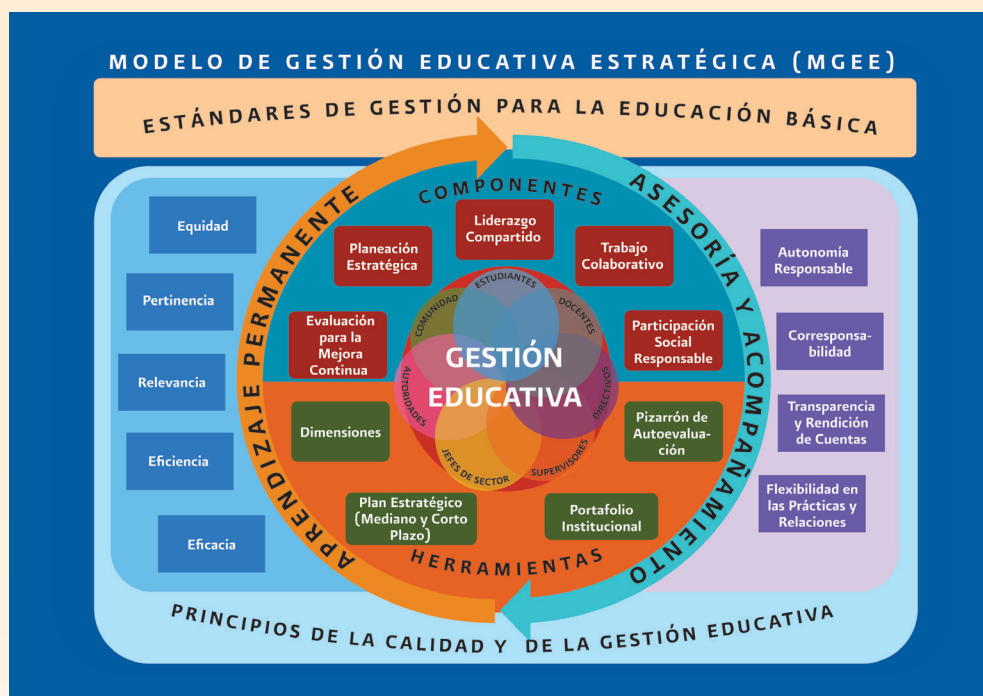 MODELO DE GESTIÓN EDUCATIVA ESTRATÉGICA (MGEE)
ESTÁNDARES DE GESTIÓN PARA LA EDUCACIÓN BÁSICA
APRENDIZAJE PERMANENTE
ASESORÍA Y ACOMPAÑAMIENTO
COMPONENTES
Equidad
Pertinencia
Relevancia
Eficiencia
Eficacia
Evaluación
para la
Mejora
Continua
Planeación
Estratégica
Liderazgo
Compartido
Trabajo
Colaborativo
Participación
Social
Responsable
GESTIÓN
EDUCATIVA
ESTUDIANTES
DOCENTES
DIRECTIVOS
SUPERVISORES
JEFES DE SECTOR
AUTORIDADES
COMUNIDAD
Dimensiones
Plan Estratégico
(Mediano y Corto
Plazo)
Portafolio
Institucional
Pizarrón de
Autoevalua-
ción
HERRAMIENTAS
Autonomía
Responsable
Corresponsa-
bilidad
Transparencia
y Rendición
de Cuentas
Flexibilidad en
las Prácticas y
Relaciones
PRINCIPIOS DE LA CALIDAD Y DE LA GESTIÓN EDUCATIVA